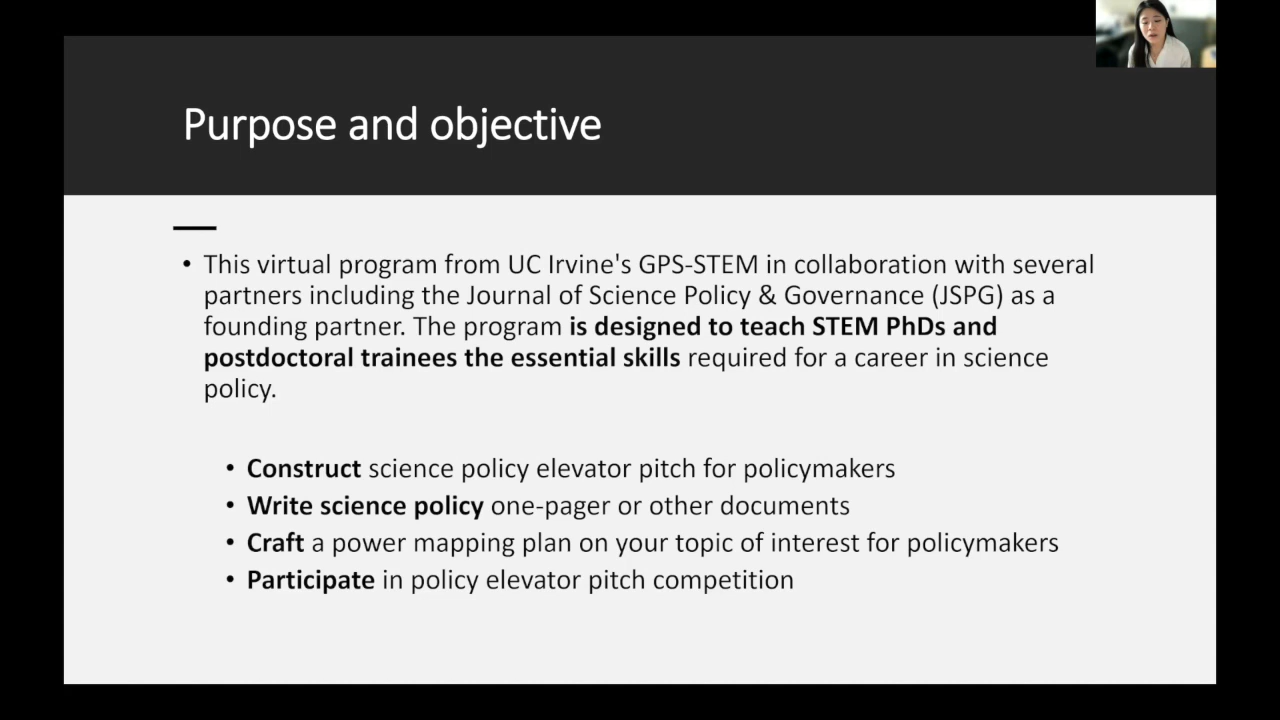 Purpose and objective
• This virtual program from UC Irvine's GPS-STEM in collaboration with several
partners including the Journal of Science Policy & Governance (JSPG) as a
founding partner. The program is designed to teach STEM PhDs and
postdoctoral trainees the essential skills required for a career in science
policy.
• Construct science policy elevator pitch for policymakers
• Write science policy one-pager or other documents
• Craft a power mapping plan on your topic of interest for policymakers
• Participate in policy elevator pitch competition